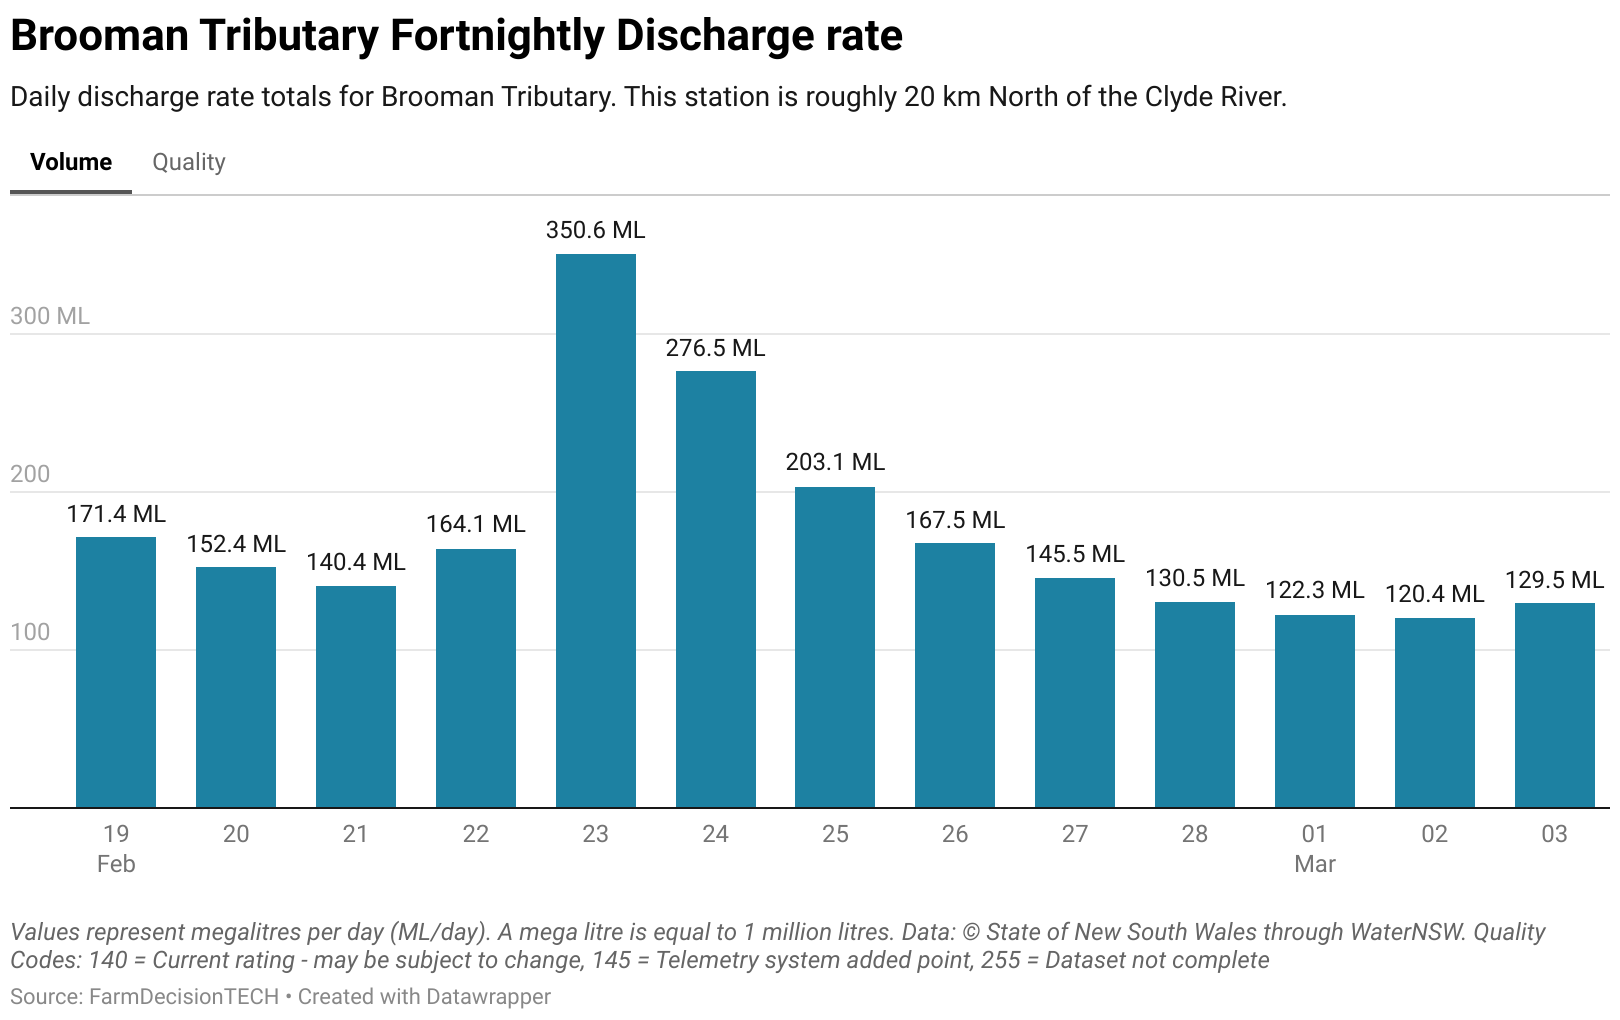 Brooman Tributary Fortnightly Discharge rate
Daily discharge rate totals for Brooman Tributary. This station is roughly 20 km North of the Clyde River.
Volume Quality
350.6 ML
300 ML
276.5 ML
203.1 ML
200
171.4 ML
167.5 ML
164.1 ML
152.4 ML
145.5 ML
140.4 ML
130.5 ML
129.5 ML
122.3 ML
120.4 ML
100
19 20 21 22 23 24 25 26 27 28 01 02 03
Feb Mar
Values represent megalitres per day (ML/day). A mega litre is equal to 1 million litres. Data: © State of New South Wales through WaterNSW. Quality
Codes: 140 = Current rating - may be subject to change, 145 = Telemetry system added point, 255 = Dataset not complete
Source: FarmDecisionTECH • Created with Datawrapper